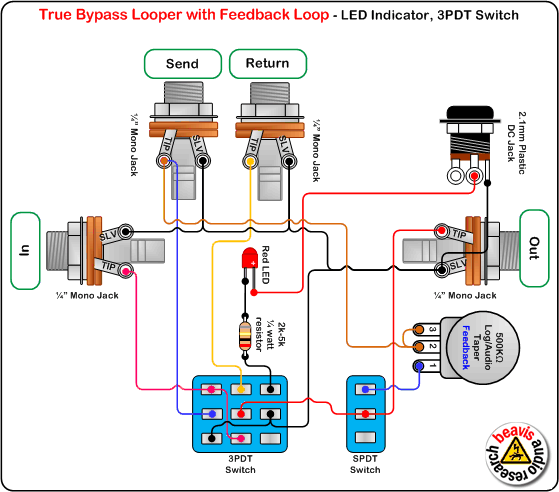 True Bypass Looper with Feedback Loop - LED Indicator, 3PDT Switch
Send
Return
2.1mm Plastic
DC Jack
¼" Mono Jack
TIP
SLV
TIP
SLV
¼" Mono Jack
In
SLV
TIP
¼" Mono Jack
TIP
SLV
Out
¼" Mono Jack
Red LED
+
2k-5k
¼ watt
resistor
3
2
1
500KΩ
Log/Audio
Taper
Feedback
3PDT
Switch
SPDT
Switch
beavis audio research